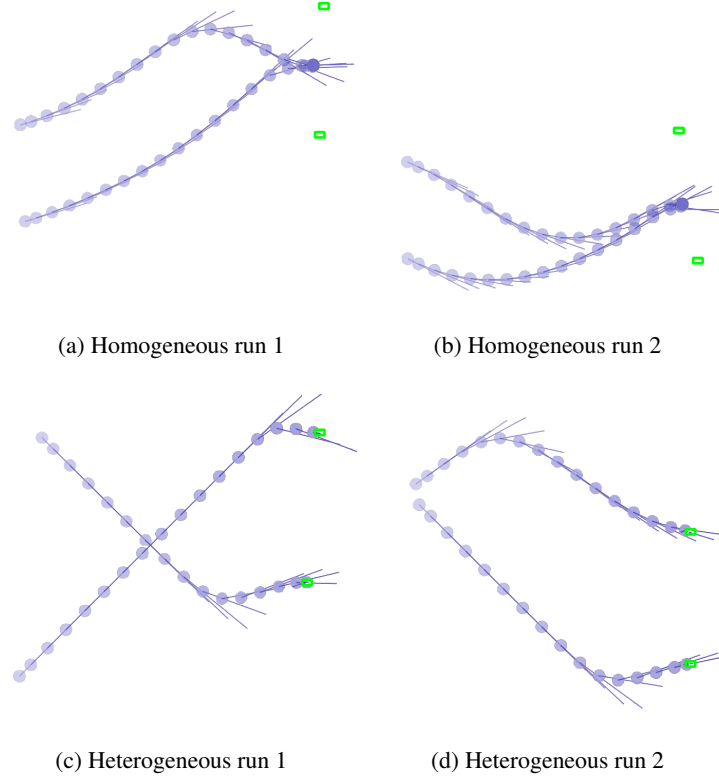 (a) Homogeneous run 1
(b) Homogeneous run 2
(c) Heterogeneous run 1
(d) Heterogeneous run 2